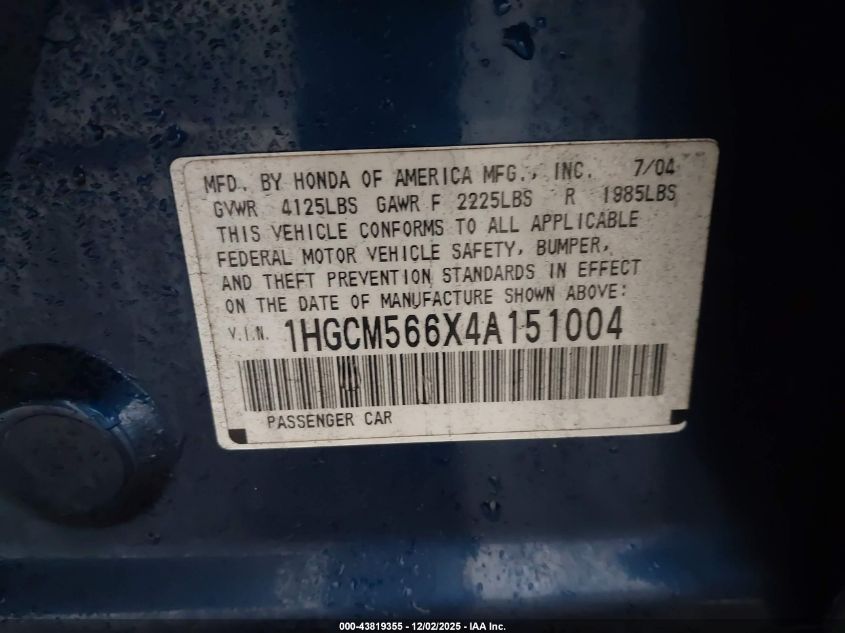 MFD. BY HONDA OF AMERICA MFG., INC. 7/04
GVWR 4125LBS GAWR F 2225LBS R 1985LBS
THIS VEHICLE CONFORMS TO ALL APPLICABLE
FEDERAL MOTOR VEHICLE SAFETY, BUMPER,
AND THEFT PREVENTION STANDARDS IN EFFECT
ON THE DATE OF MANUFACTURE SHOWN ABOVE:
V.I.N. 1HGCM566X4A151004
PASSENGER CAR
000-43819355 - 12/02/2025 - IAA Inc.